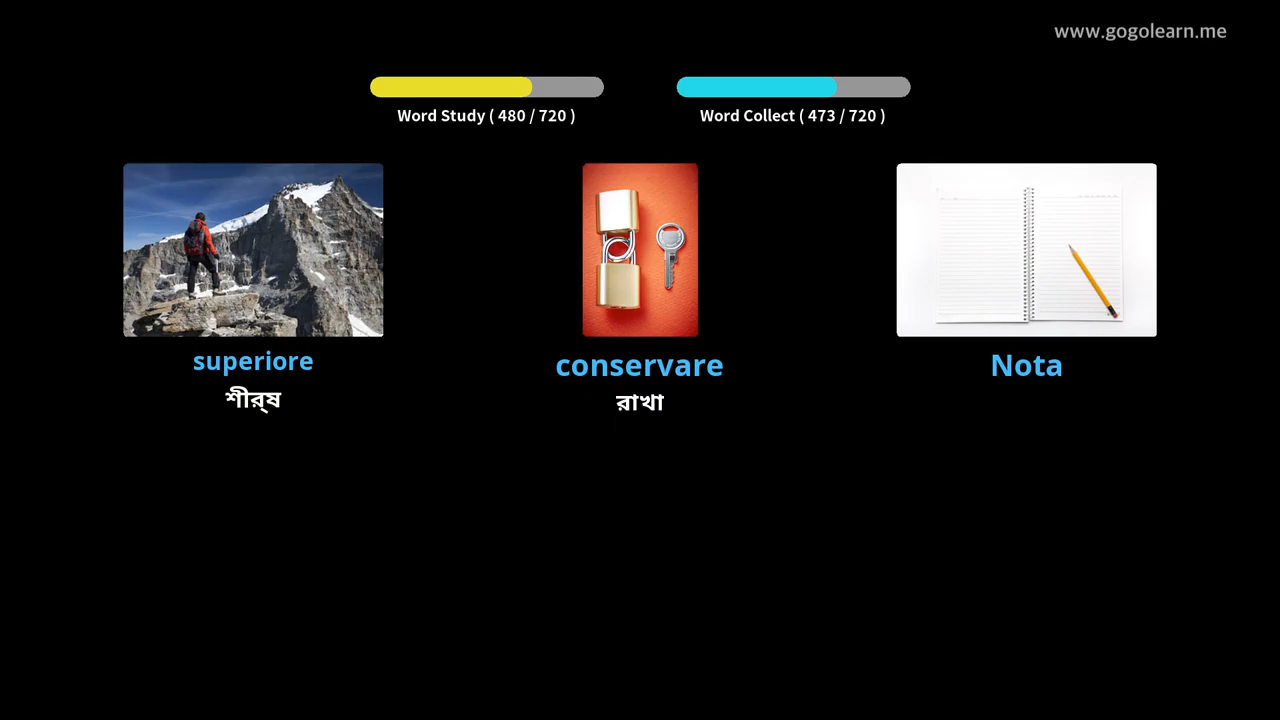 www.gogolearn.me
Word Study ( 480 / 720 )
Word Collect ( 473 / 720 )
superiore
শীর্ষ
conservare
রাখা
Nota